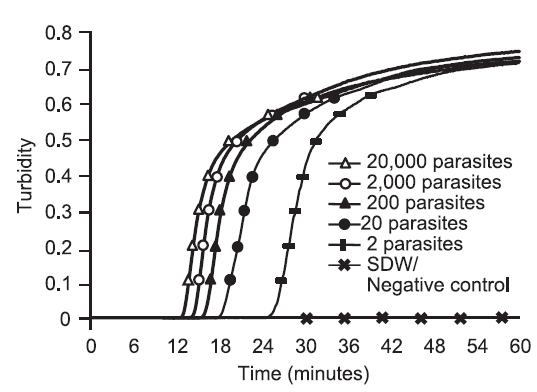 0.8
0.7
0.6
0.5
0.4
0.3
0.2
0.1
0
Turbidity
20,000 parasites
2,000 parasites
200 parasites
20 parasites
2 parasites
SDW/
Negative control
0 6 12 18 24 30 36 42 48 54 60
Time (minutes)